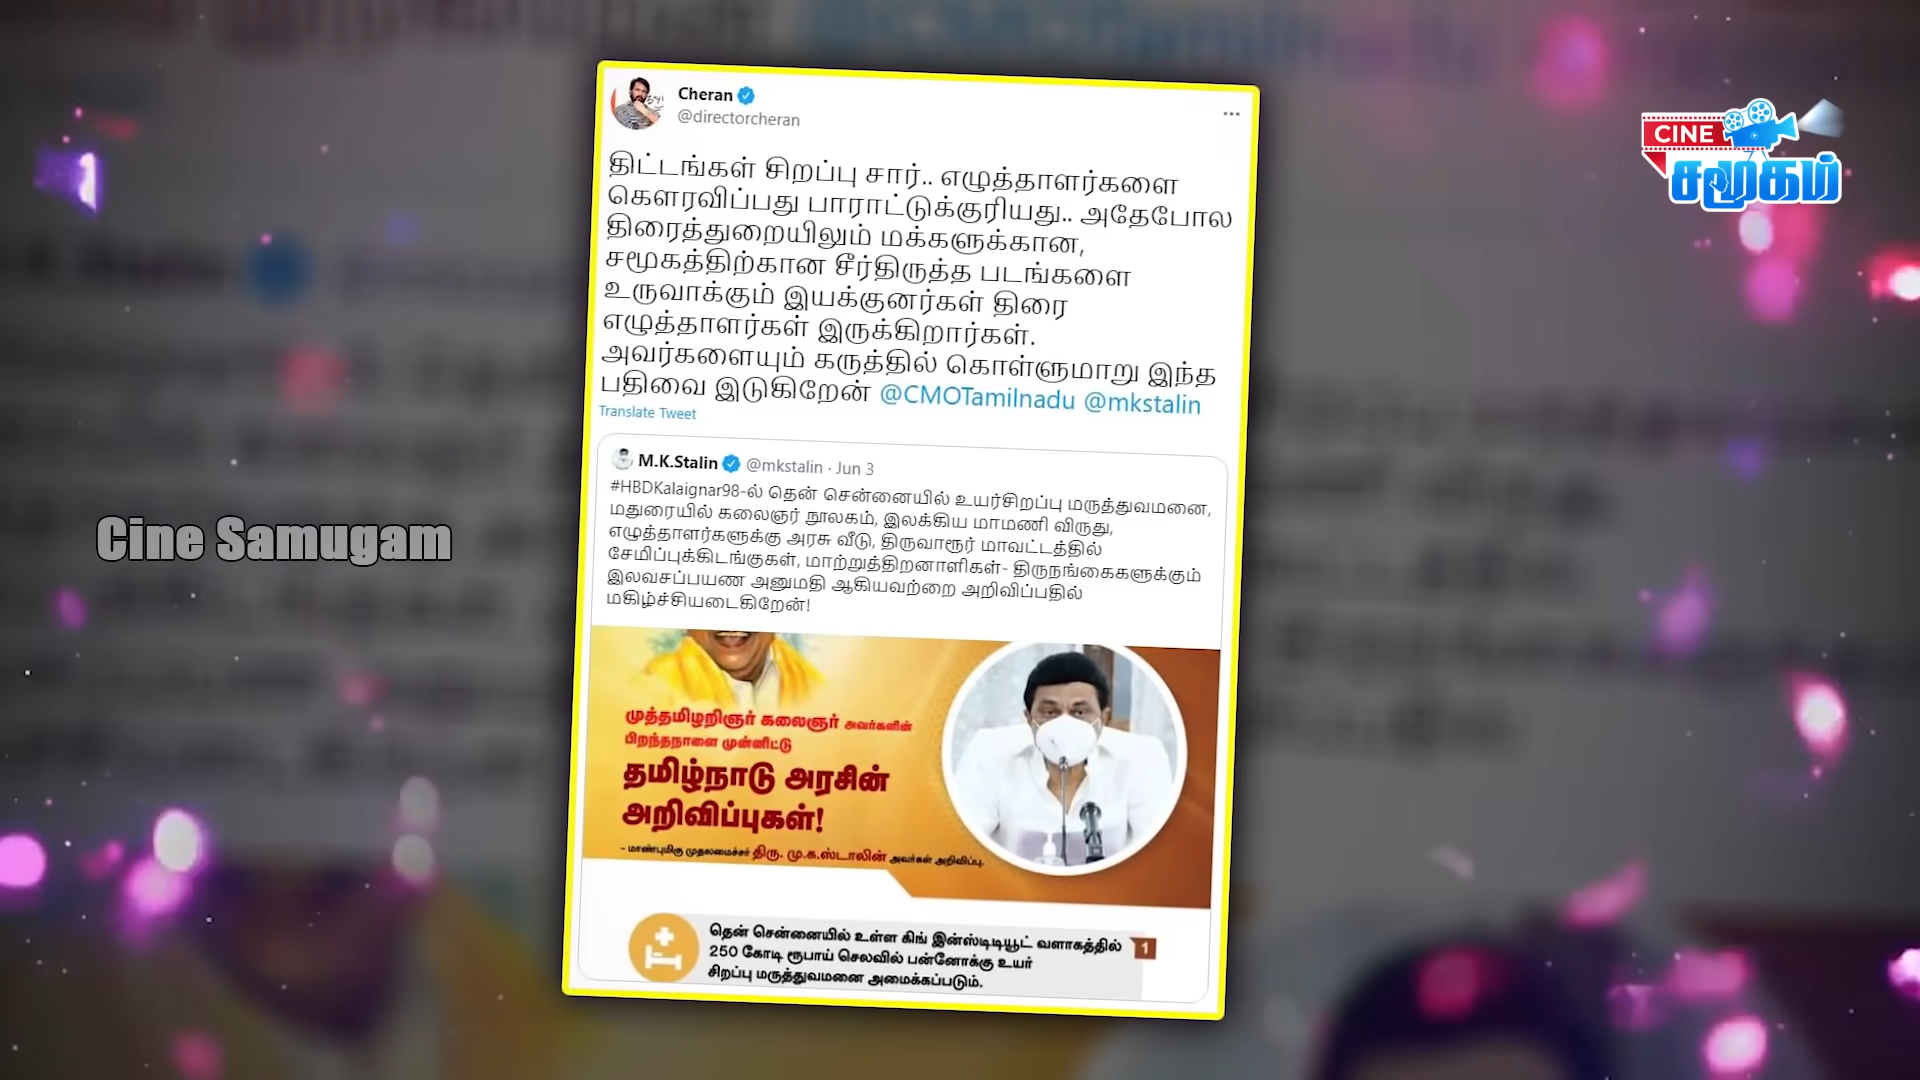 Cheran
@directorcheran
திட்டங்கள் சிறப்பு சார்.. எழுத்தாளர்களை
கௌரவிப்பது பாராட்டுக்குரியது.. அதேபோல
திரைத்துறையிலும் மக்களுக்கான,
சமூகத்திற்கான சீர்திருத்த படங்களை
உருவாக்கும் இயக்குனர்கள் திரை
எழுத்தாளர்கள் இருக்கிறார்கள்.
அவர்களையும் கருத்தில் கொள்ளுமாறு இந்த
பதிவை இடுகிறேன் @CMOTamilnadu @mkstalin
Translate Tweet
M.K.Stalin @mkstalin · Jun 3
#HBDKalaignar98-ல் தென் சென்னையில் உயர்சிறப்பு மருத்துவமனை,
மதுரையில் கலைஞர் நூலகம், இலக்கிய மாமணி விருது,
எழுத்தாளர்களுக்கு அரசு வீடு, திருவாரூர் மாவட்டத்தில்
சேமிப்புக்கிடங்குகள், மாற்றுத்திறனாளிகள்- திருநங்கைகளுக்கும்
இலவசப்பயண அனுமதி ஆகியவற்றை அறிவிப்பதில்
மகிழ்ச்சியடைகிறேன்!
முத்தமிழறிஞர் கலைஞர் அவர்களின்
பிறந்தநாளை முன்னிட்டு
தமிழ்நாடு அரசின்
அறிவிப்புகள்!
- மாண்புமிகு முதலமைச்சர் திரு. மு.க.ஸ்டாலின் அவர்கள் அறிவிப்பு.
தென் சென்னையில் உள்ள கிங் இன்ஸ்டிடியூட் வளாகத்தில்
250 கோடி ரூபாய் செலவில் பன்னோக்கு உயர்
சிறப்பு மருத்துவமனை அமைக்கப்படும்.
1
Cine Samugam
CINE
சமூகம்